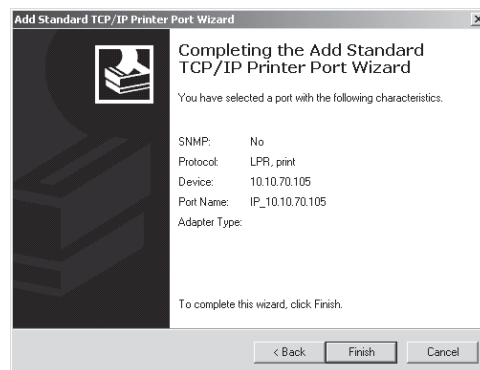 Add Standard TCP/IP Printer Port Wizard
Completing the Add Standard
TCP/IP Printer Port Wizard
You have selected a port with the following characteristics.
SNMP: No
Protocol: LPR, print
Device: 10.10.70.105
Port Name: IP_10.10.70.105
Adapter Type:
To complete this wizard, click Finish.
< Back Finish Cancel